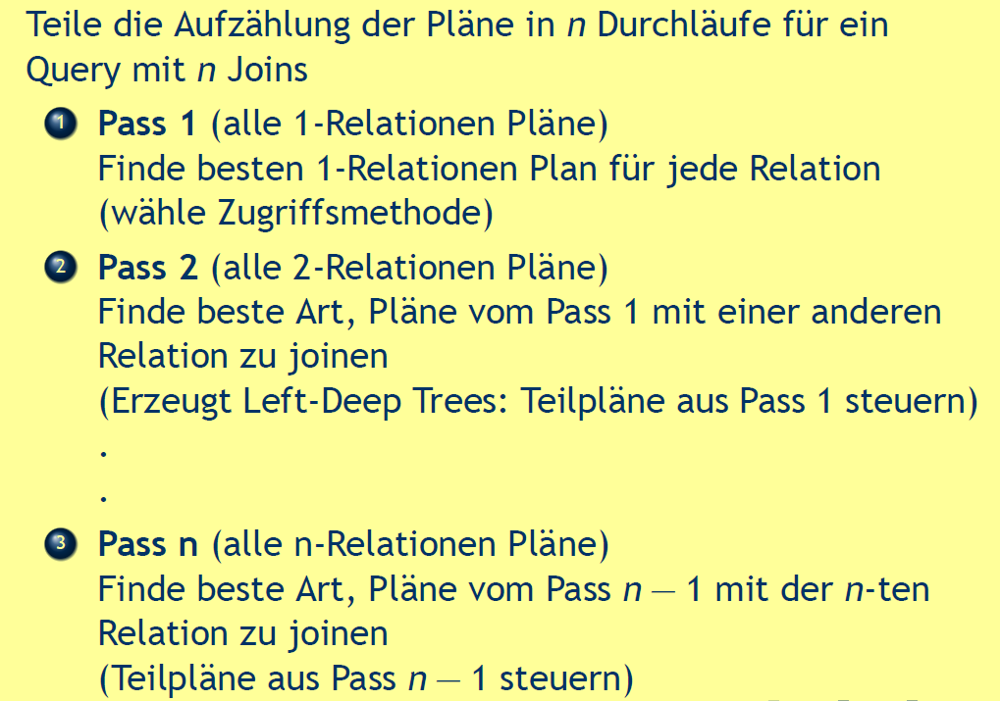 Teile die Aufzählung der Pläne in n Durchläufe für ein
Query mit n Joins
1 Pass 1 (alle 1-Relationen Pläne)
Finde besten 1-Relationen Plan für jede Relation
(wähle Zugriffsmethode)
2 Pass 2 (alle 2-Relationen Pläne)
Finde beste Art, Pläne vom Pass 1 mit einer anderen
Relation zu joinen
(Erzeugt Left-Deep Trees: Teilpläne aus Pass 1 steuern)
.
.
3 Pass n (alle n-Relationen Pläne)
Finde beste Art, Pläne vom Pass n − 1 mit der n-ten
Relation zu joinen
(Teilpläne aus Pass n − 1 steuern)